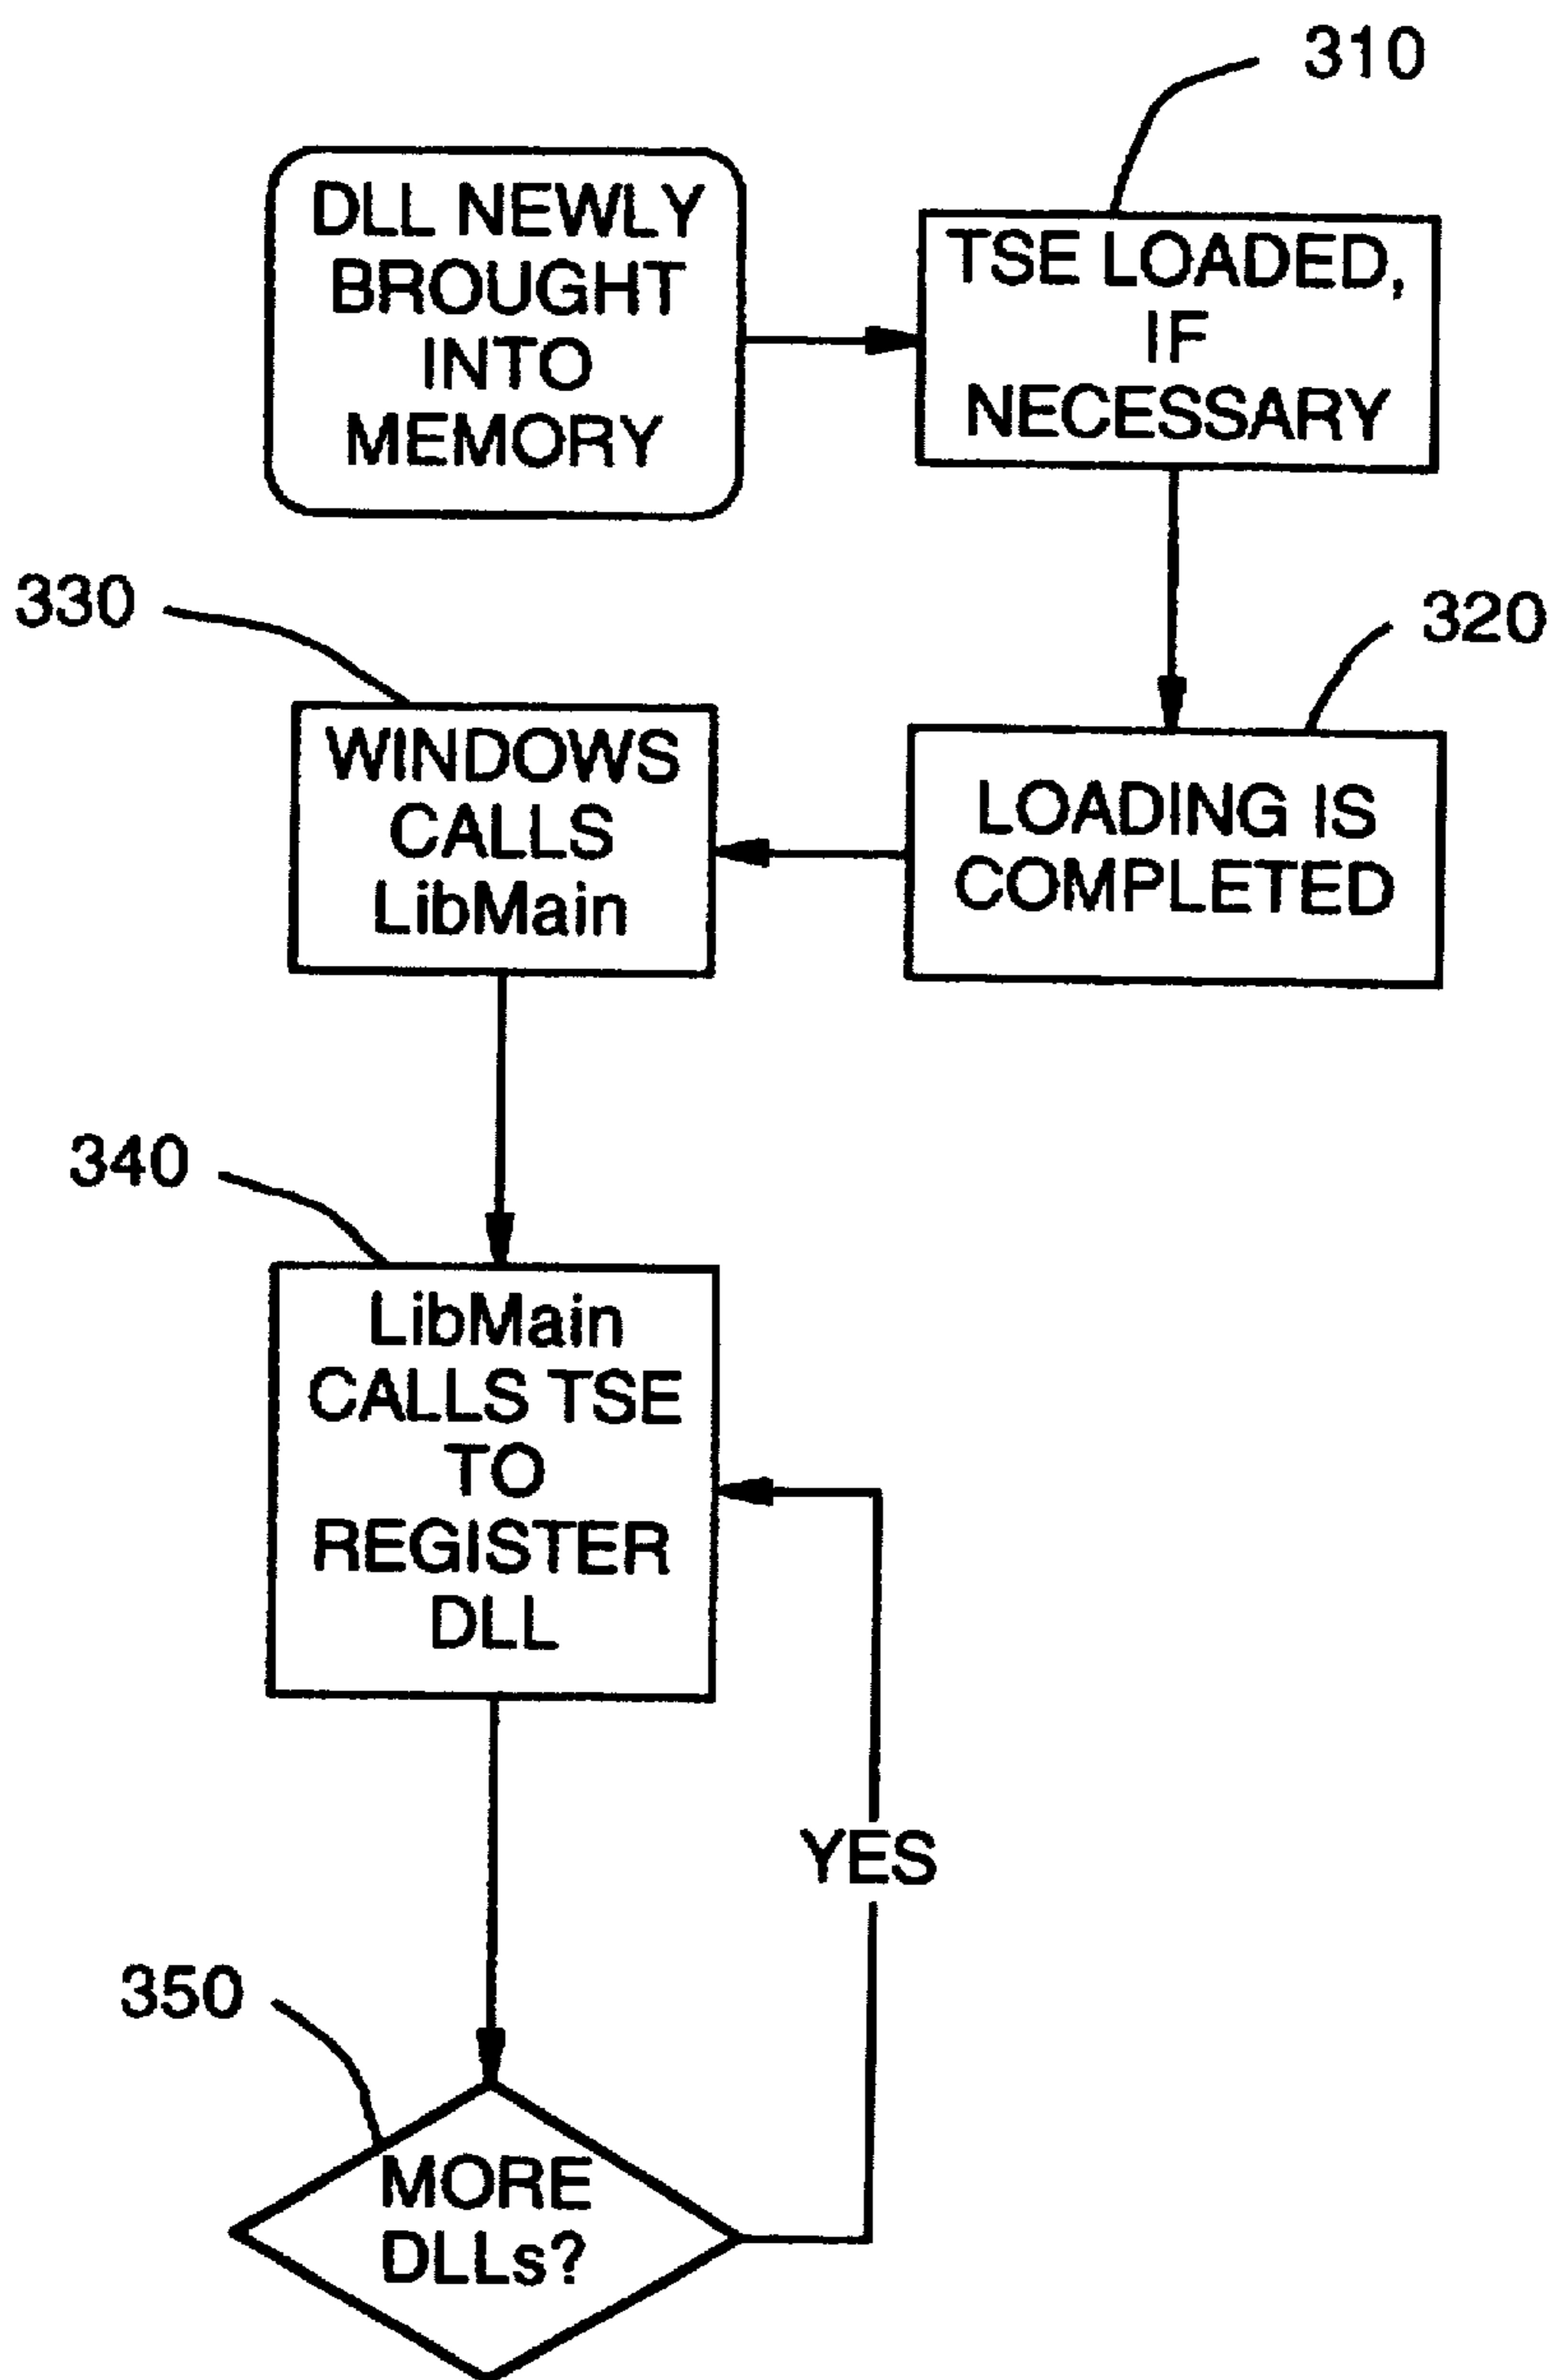 310
DLL NEWLY
BROUGHT
INTO
MEMORY
TSE LOADED,
IF
NECESSARY
330
320
WINDOWS
CALLS
LibMain
LOADING IS
COMPLETED
340
LibMain
CALLS TSE
TO
REGISTER
DLL
YES
350
MORE
DLLs?